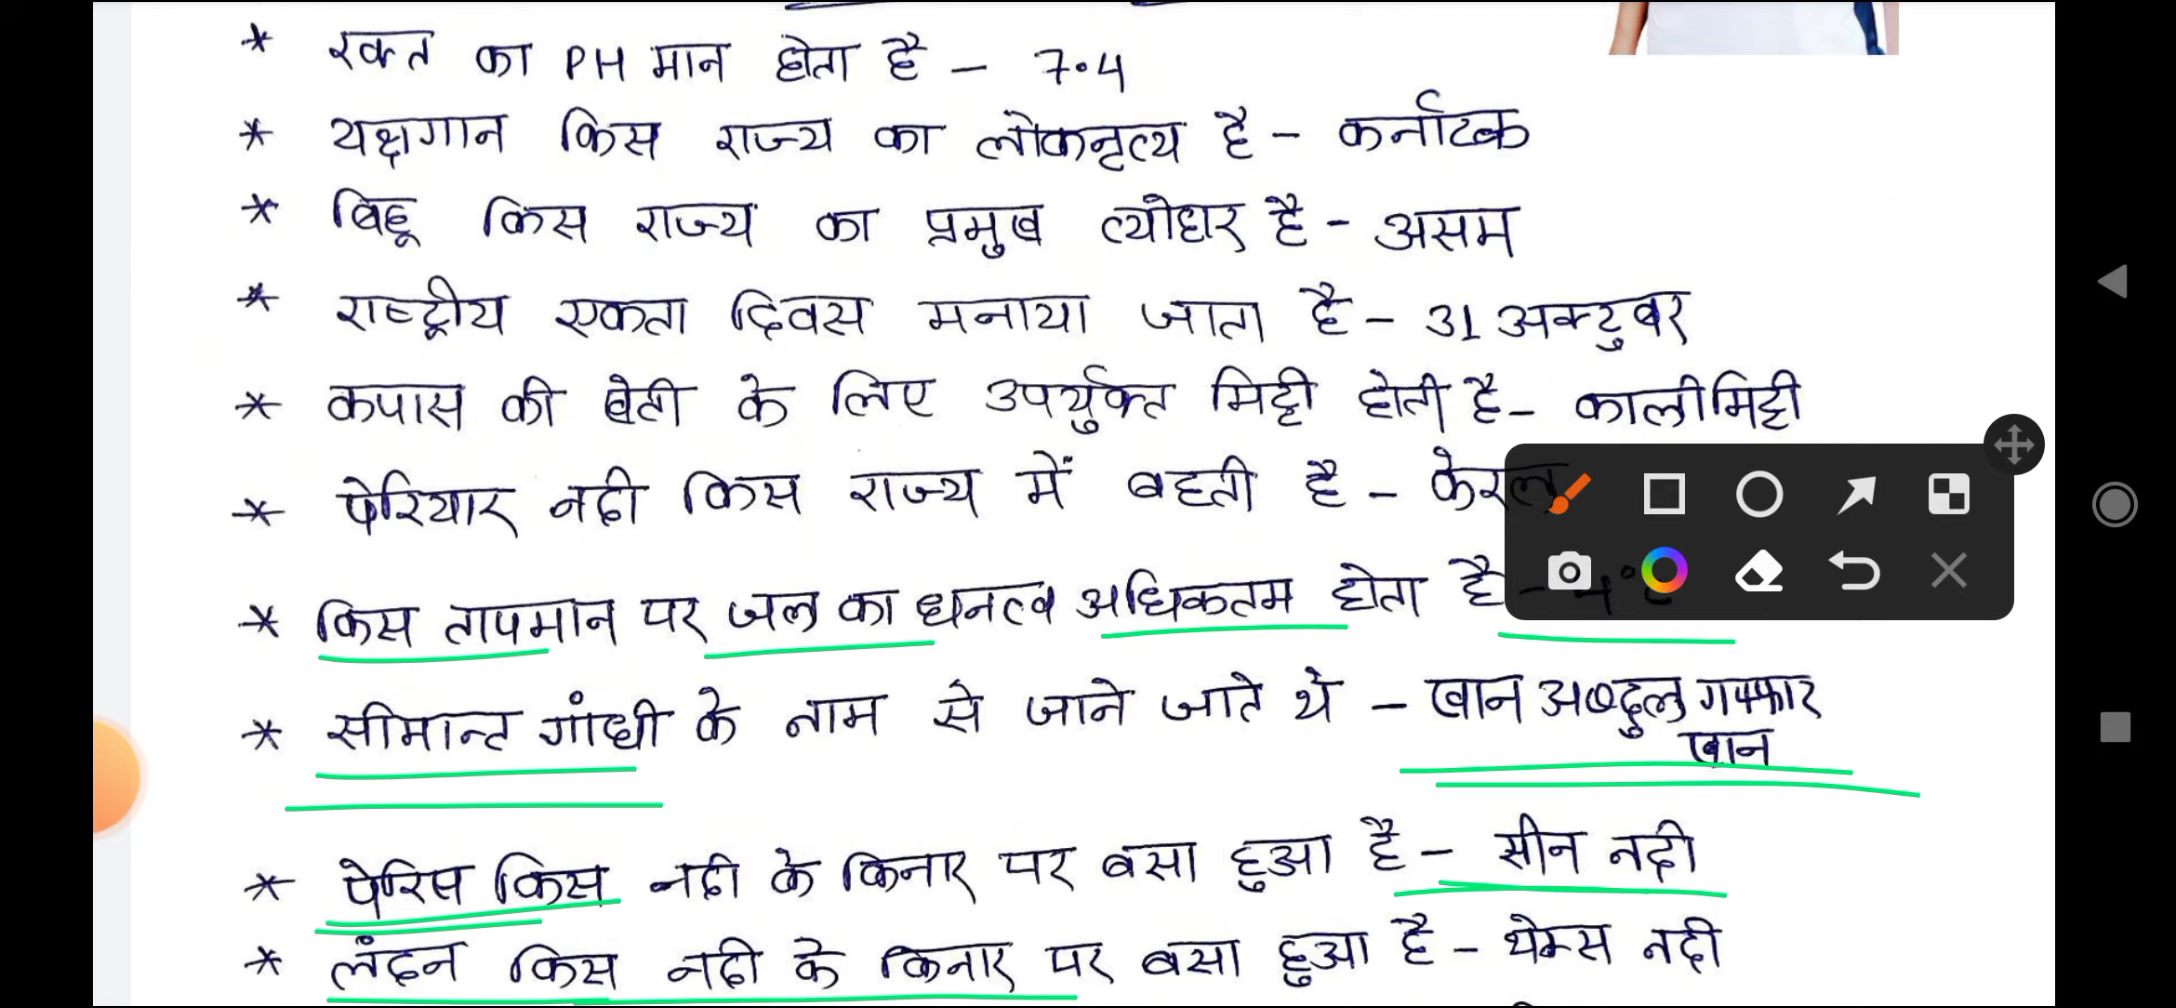 * रक्त का PH मान होता है - 7.4
* यक्षगान किस राज्य का लोकनृत्य है - कर्नाटक
* बिहू किस राज्य का प्रमुख त्योहार है - असम
* राष्ट्रीय एकता दिवस मनाया जाता है - 31 अक्टुबर
* कपास की खेती के लिए उपर्युक्त मिट्टी होती है - काली मिट्टी
* पेरियार नदी किस राज्य में बहती है - केरल
* किस तापमान पर जल का घनत्व अधिकतम होता है - 4°c
* सीमान्ट गांधी के नाम से जाने जाते थे - खान अब्दुल गफ्फार
खान
* पेरिस किस नदी के किनार पर बसा हुआ है - सीन नदी
* लंदन किस नदी के किनार पर बसा हुआ है - थेम्स नदी